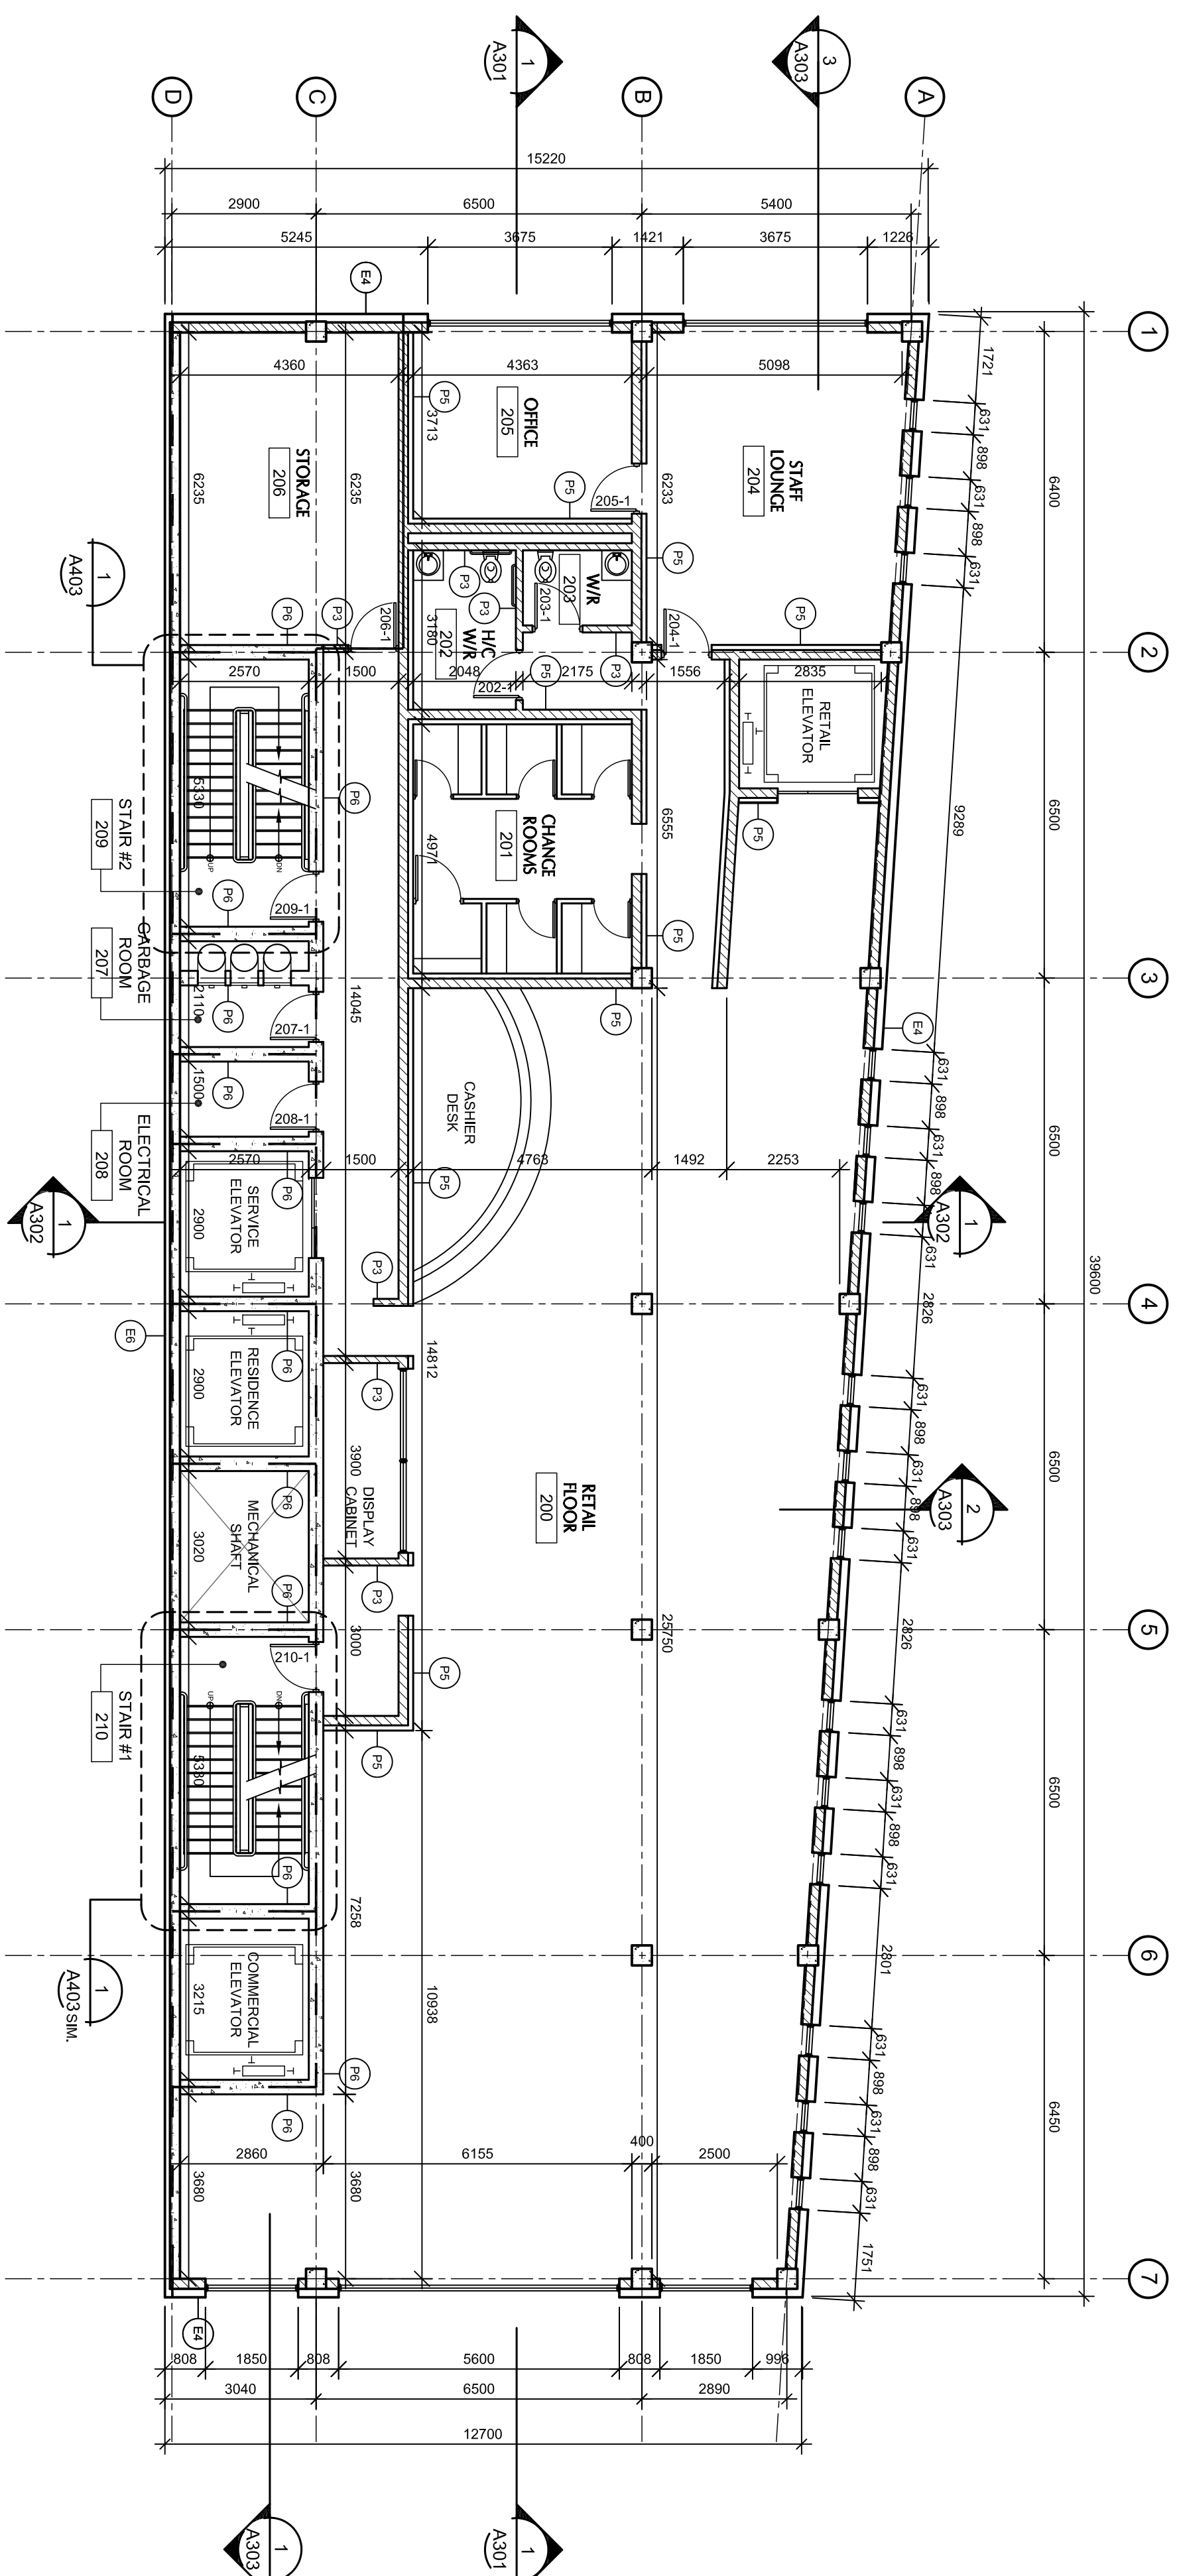 1
A301
3
A303
D
C
B
A
15220
2900
6500
5400
5245
3675
1421
3675
1226
E4
1
1721
631
898
631
898
631
6400
4360
4363
5098
P5
3713
OFFICE
205
STAFF
LOUNGE
204
STORAGE
206
6235
6235
P5
205-1
6233
P5
1
A403
P6
P3
206-1
P3
3180
H/C
W/R
202
P3
W/R
203
203-1
204-1
P5
P3
2
2570
1500
2048
202-1
P5
2175
1556
2835
RETAIL
ELEVATOR
P5
9289
6500
5330
UP
DN
P6
STAIR #2
209
P6
209-1
CHANGE
ROOMS
201
4971
6555
P5
GARBAGE
ROOM
207
2110
P6
207-1
14045
P5
3
E4
CASHIER
DESK
1500
P6
208-1
ELECTRICAL
ROOM
208
631
898
631
898
631
6500
2570
1500
P5
4763
1492
2253
1
A302
P6
SERVICE
ELEVATOR
2900
1
A302
39600
P3
4
2826
E6
P6
RESIDENCE
ELEVATOR
2900
14812
P3
631
898
631
898
631
6500
P6
MECHANICAL
SHAFT
3020
P6
3900
DISPLAY
CABINET
P3
RETAIL
FLOOR
200
2
A303
5
3000
25750
2826
210-1
STAIR #1
210
P5
P5
UP
DN
5330
P6
631
898
631
898
631
6500
7258
6
2801
COMMERCIAL
ELEVATOR
3215
1
A403 SIM.
10938
P6
P6
631
898
631
898
631
6450
2860
6155
400
2500
3680
3680
1751
7
E4
808
1850
808
5600
808
1850
996
3040
6500
2890
12700
1
A303
1
A301